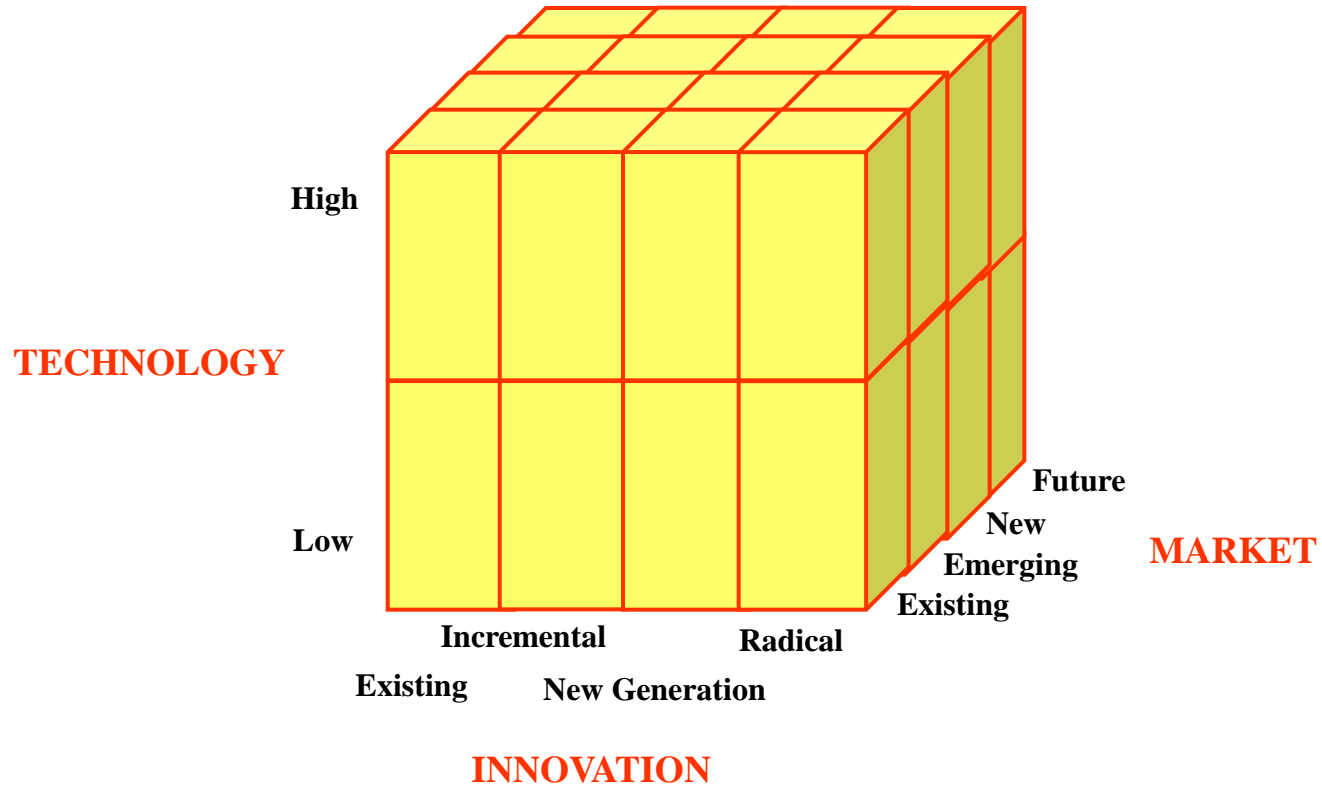 High
TECHNOLOGY
Low
Future
New
MARKET
Emerging
Existing
Incremental
Radical
Existing
New Generation
INNOVATION